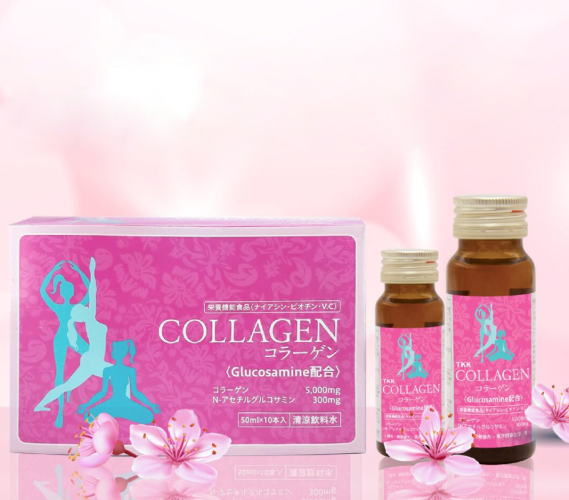 栄養機能食品〈ナイアシン・ビオチン・V.C〉
COLLAGEN
コラーゲン
〈Glucosamine配合〉
コラーゲン 5,000mg
N-アセチルグルコサミン 300mg
50ml×10本入 清涼飲料水
TKK
COLLAGEN
コラーゲン
〈Glucosamine
TKK
COLLAGEN
コラーゲン
〈Glucosamine配合〉